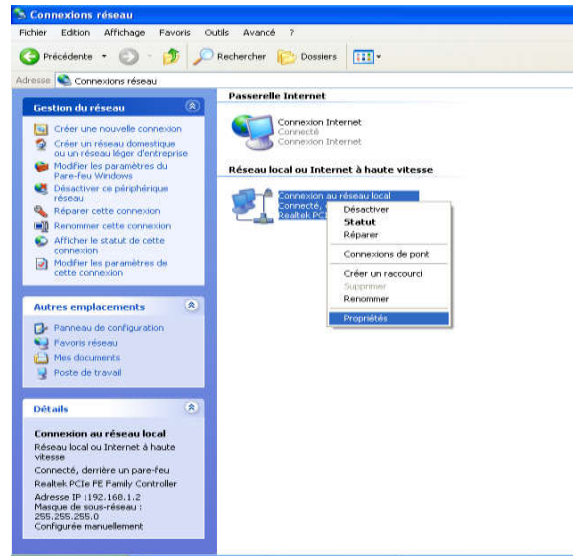 Connexions réseau
Fichier Edition Affichage Favoris Outils Avancé ?
Précédente Rechercher Dossiers
Adresse Connexions réseau
Gestion du réseau
Créer une nouvelle connexion
Créer un réseau domestique
ou un réseau léger d'entreprise
Modifier les paramètres du
Pare-feu Windows
Désactiver ce périphérique
réseau
Réparer cette connexion
Renommer cette connexion
Afficher le statut de cette
connexion
Modifier les paramètres de
cette connexion
Autres emplacements
Panneau de configuration
Favoris réseau
Mes documents
Poste de travail
Détails
Connexion au réseau local
Réseau local ou Internet à haute
vitesse
Connecté, derrière un pare-feu
Realtek PCIe FE Family Controller
Adresse IP :192.168.1.2
Masque de sous-réseau :
255.255.255.0
Configurée manuellement
Passerelle Internet
Connexion Internet
Connecté
Connexion Internet
Réseau local ou Internet à haute vitesse
Connexion au réseau local
Connecté,
Realtek PCI
Désactiver
Statut
Réparer
Connexions de pont
Créer un raccourci
Supprimer
Renommer
Propriétés